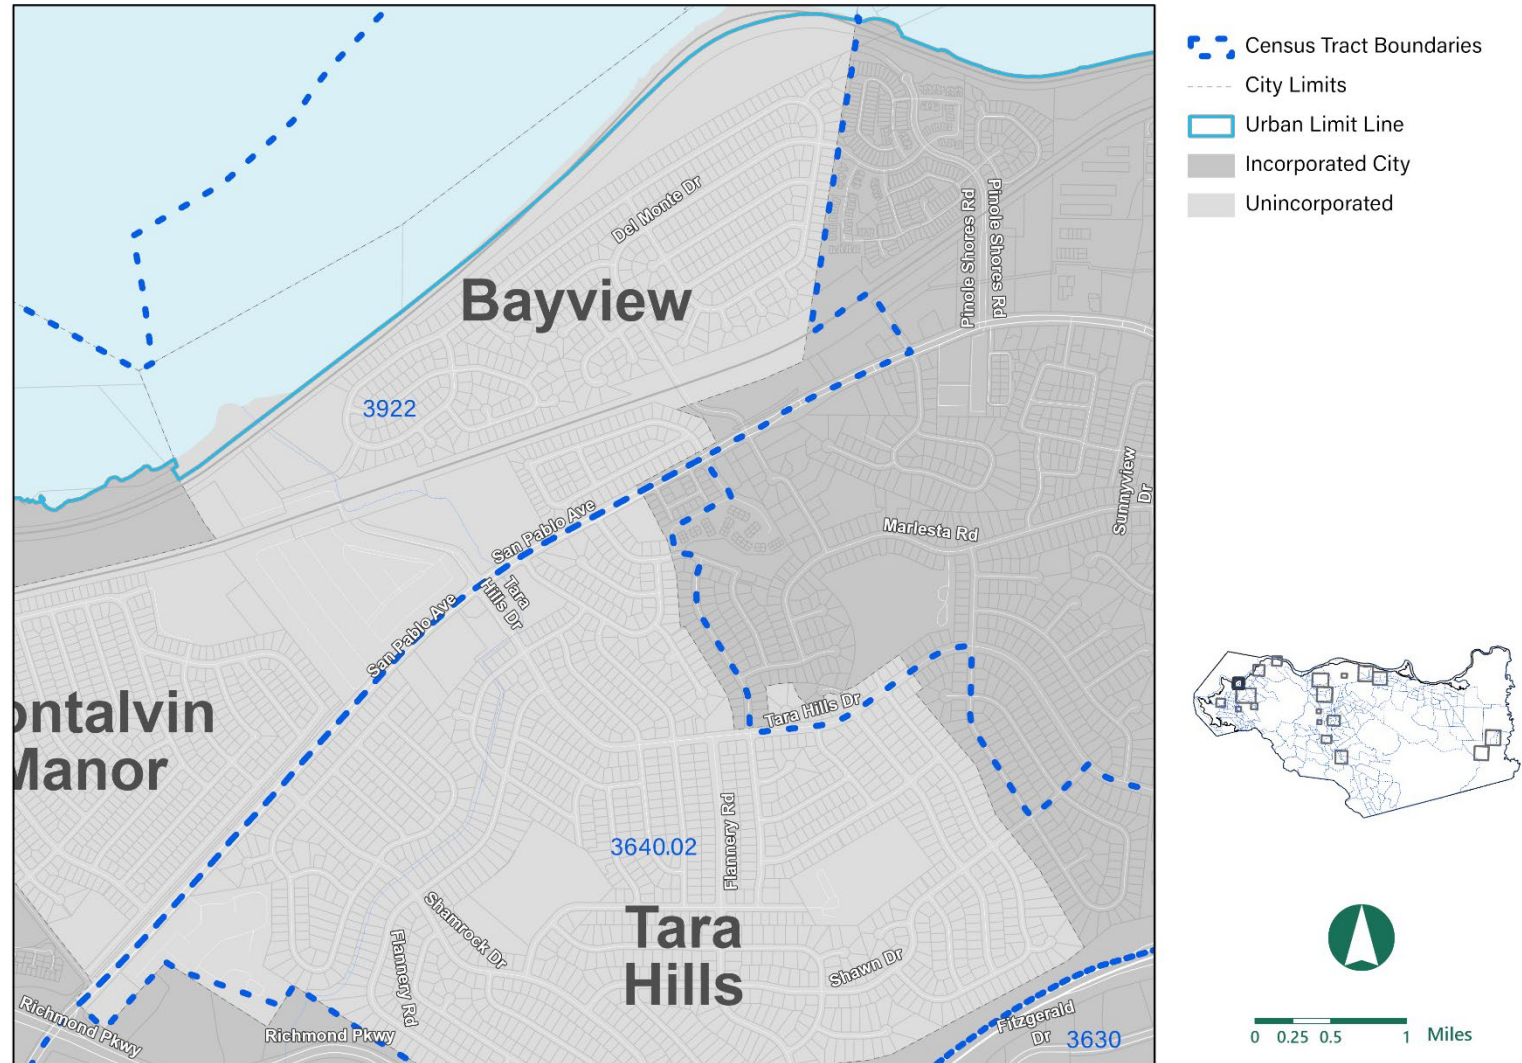 Census Tract Boundaries
City Limits
Urban Limit Line
Incorporated City
Unincorporated
Del Monte Dr
Pinole Shores Rd
Pinole Shores Rd
Bayview
3922
San Pablo Ave
Marlesta Rd
Sunnyview
Dr
Tara
Hills Dr
San Pablo Ave
ontalvin
Manor
Tara Hills Dr
3640.02
Flannery Rd
Shamrock Dr
Tara
Hills
Flannery Rd
Shawn Dr
Richmond Pkwy
Richmond Pkwy
Fitzgerald
Dr
3630
0 0.25 0.5 1 Miles